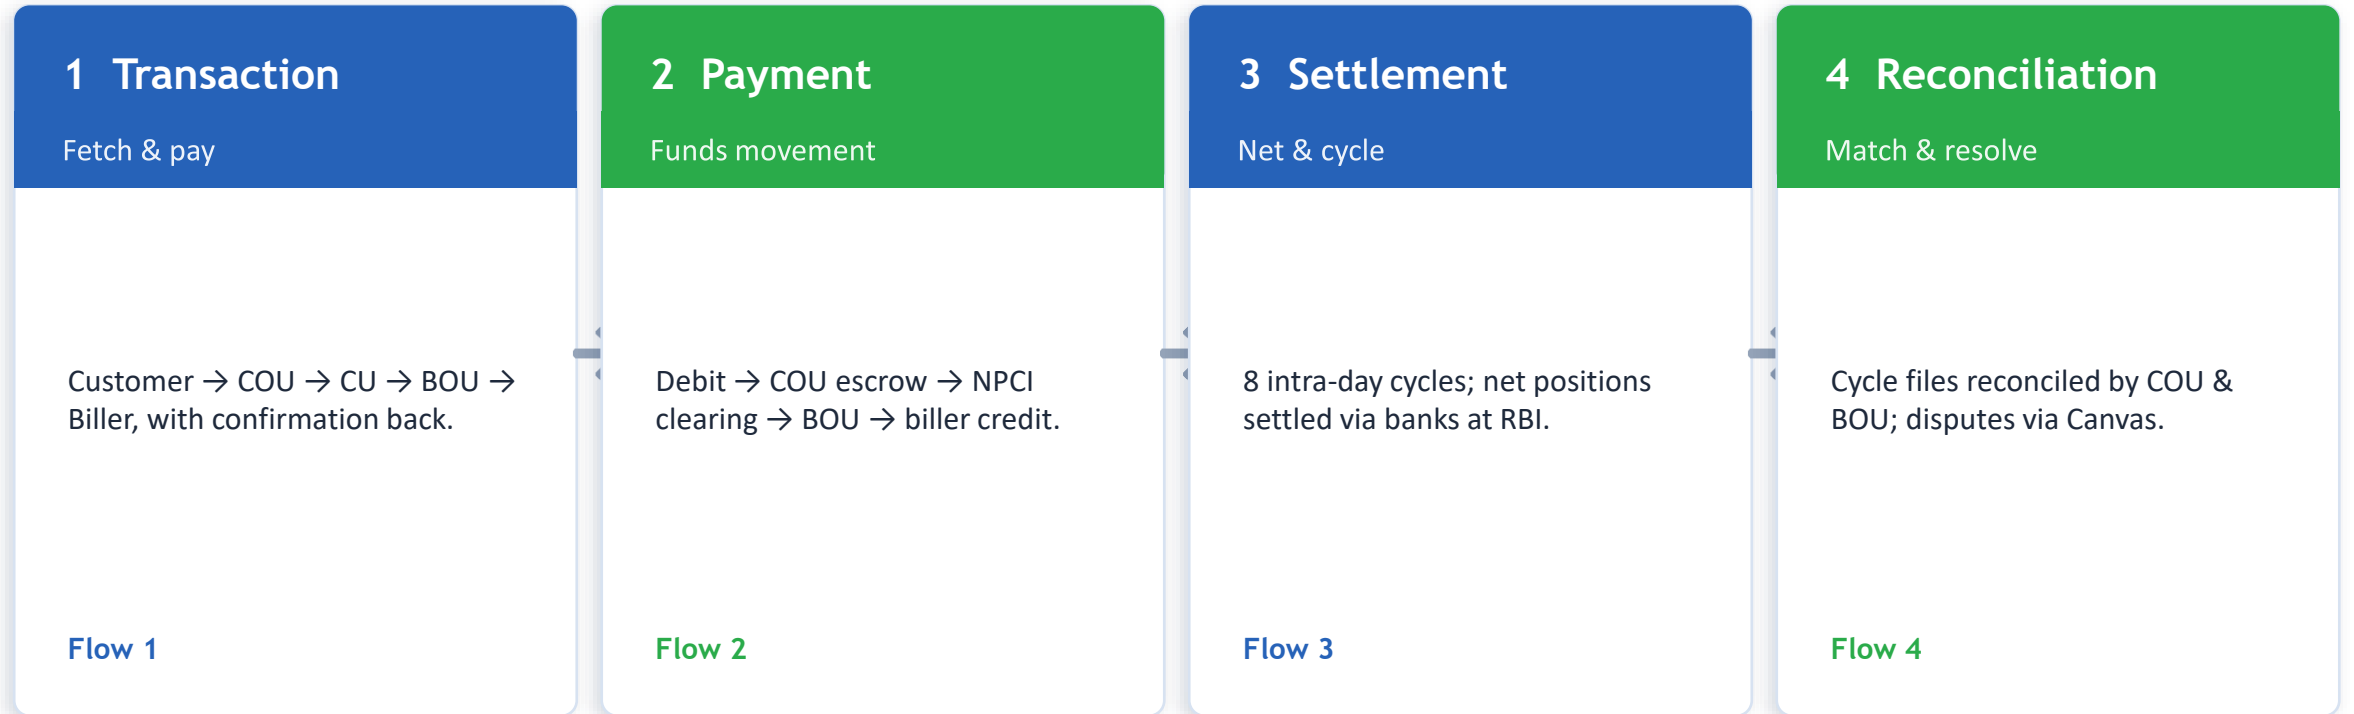 1 Transaction
Fetch & pay
Customer → COU → CU → BOU →
Biller, with confirmation back.
Flow 1
2 Payment
Funds movement
Debit → COU escrow → NPCI
clearing → BOU → biller credit.
Flow 2
3 Settlement
Net & cycle
8 intra-day cycles; net positions
settled via banks at RBI.
Flow 3
4 Reconciliation
Match & resolve
Cycle files reconciled by COU &
BOU; disputes via Canvas.
Flow 4